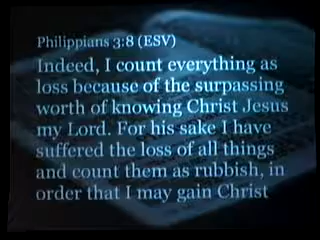 Philippians 3:8 (ESV)
Indeed, I count everything as
loss because of the surpassing
worth of knowing Christ Jesus
my Lord. For his sake I have
suffered the loss of all things
and count them as rubbish, in
order that I may gain Christ